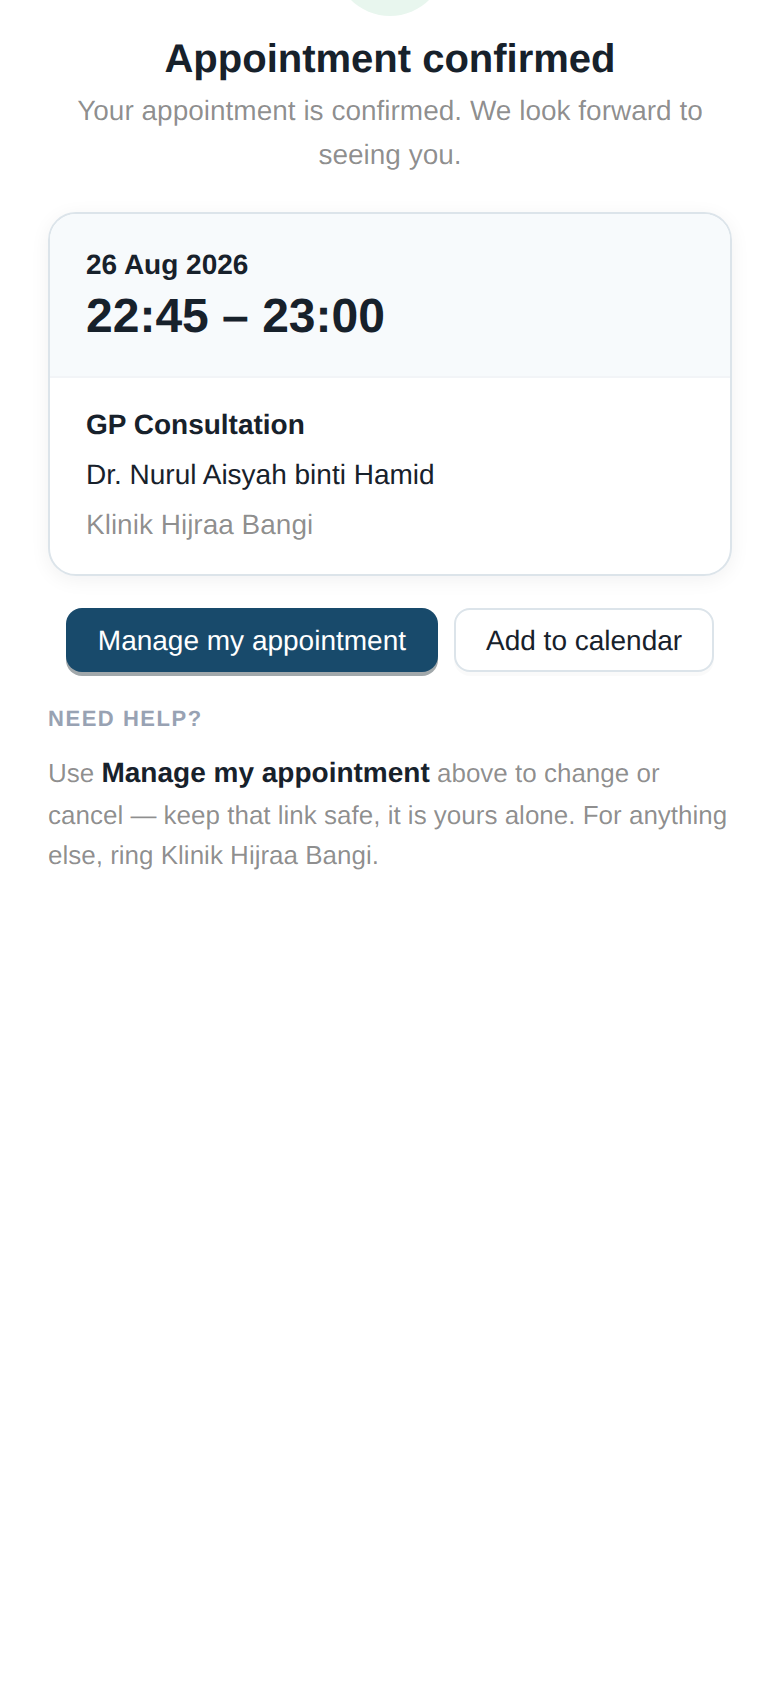 Appointment confirmed
Your appointment is confirmed. We look forward to
seeing you.
26 Aug 2026
22:45 – 23:00
GP Consultation
Dr. Nurul Aisyah binti Hamid
Klinik Hijraa Bangi
Manage my appointment
Add to calendar
NEED HELP?
Use Manage my appointment above to change or
cancel — keep that link safe, it is yours alone. For anything
else, ring Klinik Hijraa Bangi.